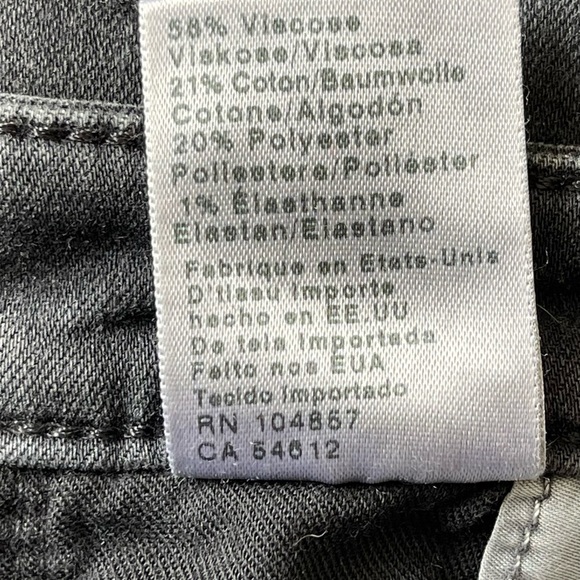 58% Viscose
Viskose/Viscosa
21% Coton/Baumwolle
Cotone/Algodón
20% Polyester
Poliestere/Poliéster
1% Élasthanne
Elastan/Elastano
Fabrique en Etats-Unis
D'tissu Importe
hecho en EE UU
De tela Importada
Feito nos EUA
Tecido Importado
RN 104867
CA 54612